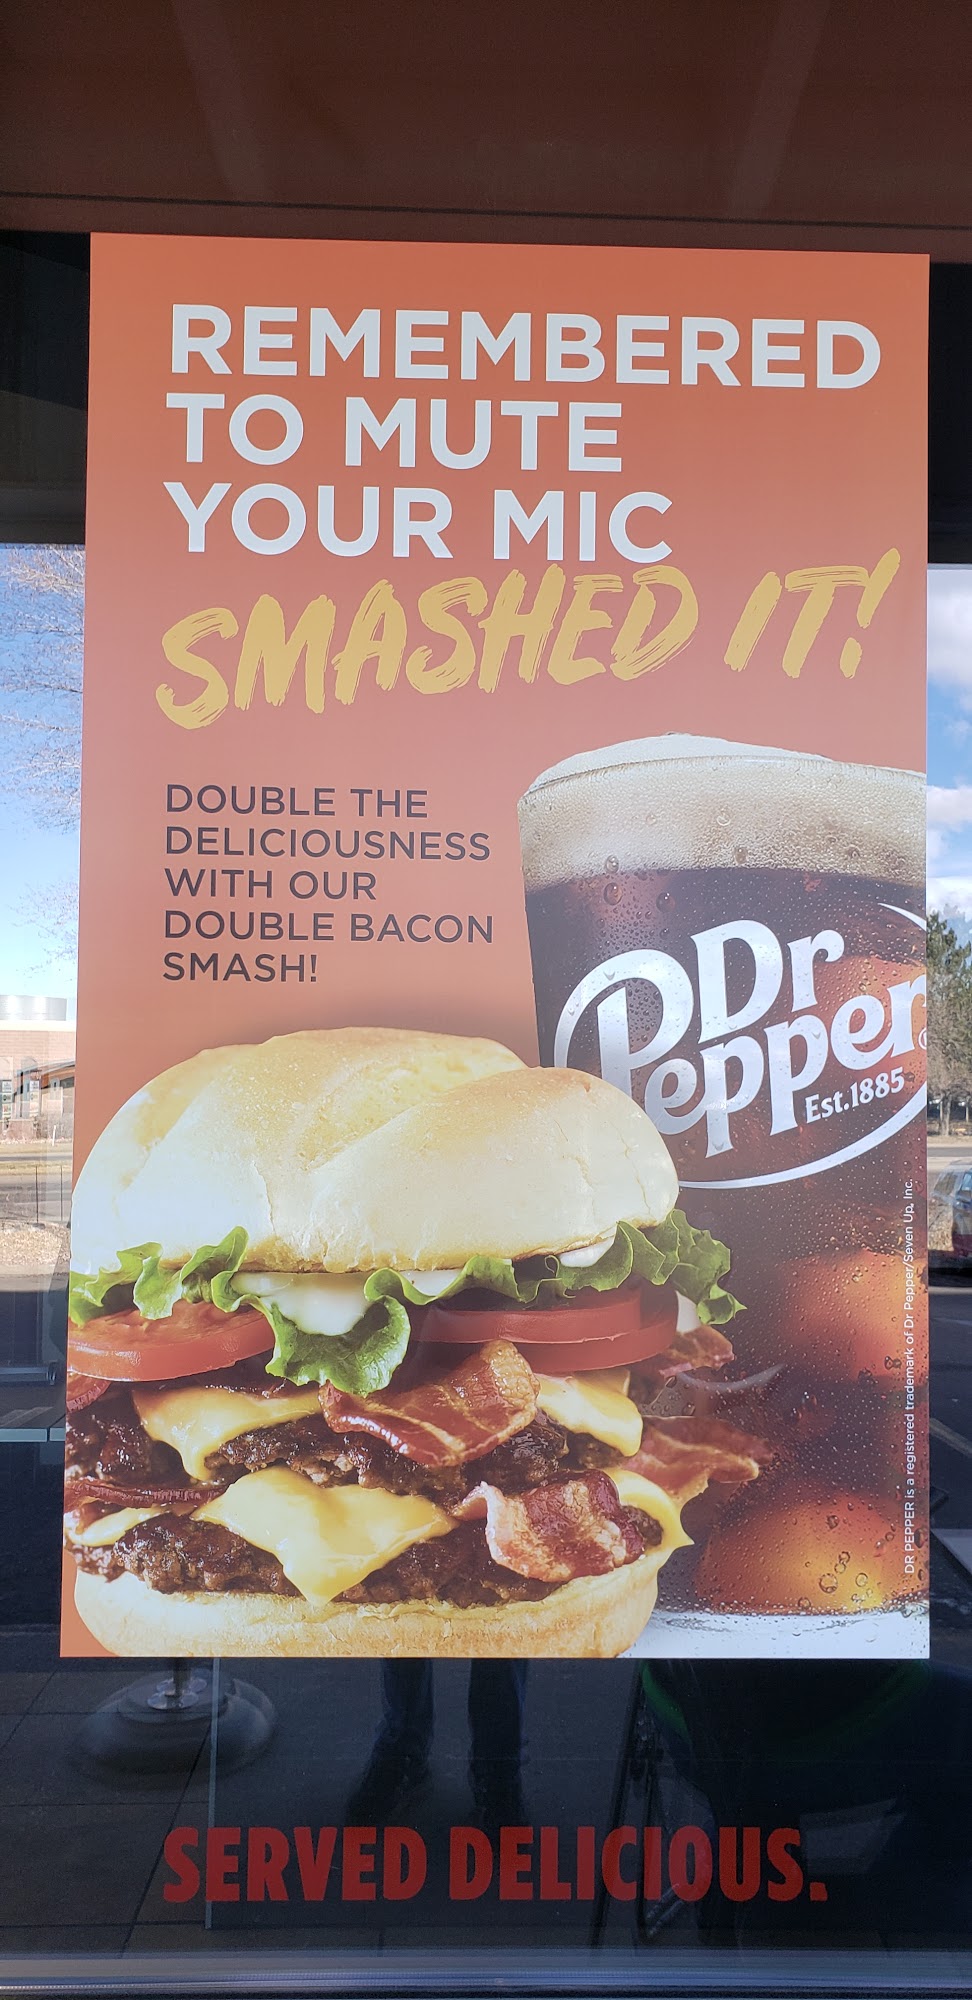 REMEMBERED
TO MUTE
YOUR MIC
SMASHED IT!
DOUBLE THE
DELICIOUSNESS
WITH OUR
DOUBLE BACON
SMASH!
Dr
Pepper
Est.1885
DR PEPPER is a registered trademark of Dr Pepper/Seven Up, Inc.
SERVED DELICIOUS.